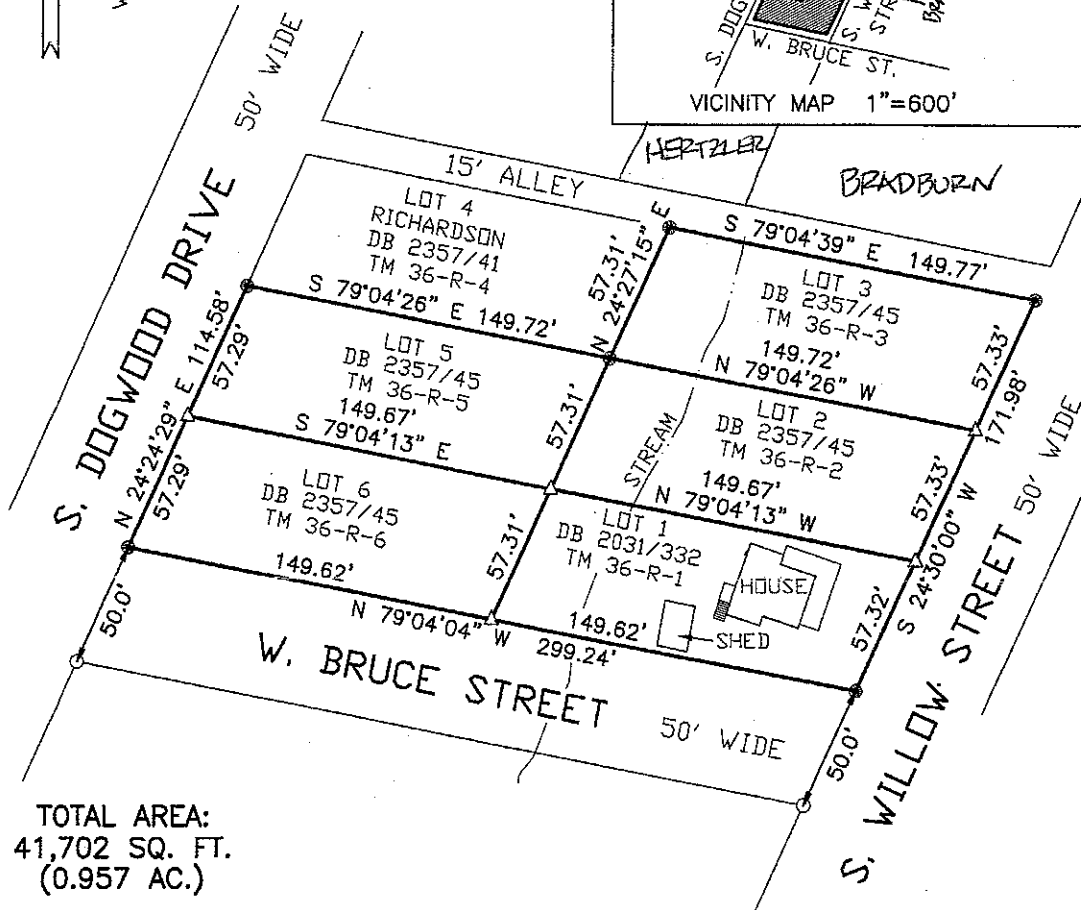 S. DOG
W. BRUCE ST.
VICINITY MAP 1"=600'
50' WIDE
HERTZLER
BRADBURN
15' ALLEY
S. DOGWOOD DRIVE
LOT 4
RICHARDSON
DB 2357/41
TM 36-R-4
57.31'
N 24°27'15" E
S 79°04'39" E 149.77'
LOT 3
DB 2357/45
TM 36-R-3
149.72'
N 79°04'26" W
57.33'
S 79°04'26" E 149.72'
LOT 5
DB 2357/45
TM 36-R-5
149.67'
S 79°04'13" E
N 24°24'29" E 114.58'
57.29'
57.29'
57.31'
STREAM
LOT 2
DB 2357/45
TM 36-R-2
149.67'
N 79°04'13" W
57.33'
171.98'
S 24°30'00" W
50' WIDE
LOT 6
DB 2357/45
TM 36-R-6
149.62'
N 79°04'04" W
299.24'
57.31'
LOT 1
DB 2031/332
TM 36-R-1
149.62'
HOUSE
SHED
57.32'
50.0'
W. BRUCE STREET
50' WIDE
50.0'
S. WILLOW STREET
TOTAL AREA:
41,702 SQ. FT.
(0.957 AC.)